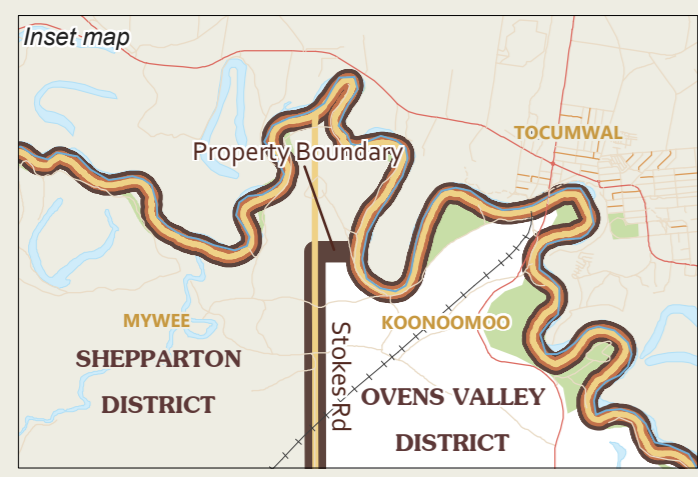 Inset map
TOCUMWAL
Property Boundary
MYWEE
KOONOOMOO
SHEPPARTON
DISTRICT
Stokes Rd
OVENS VALLEY
DISTRICT